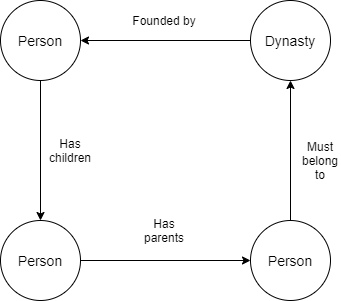 Founded by
Person
Dynasty
Has
children
Must
belong
to
Has
parents
Person
Person